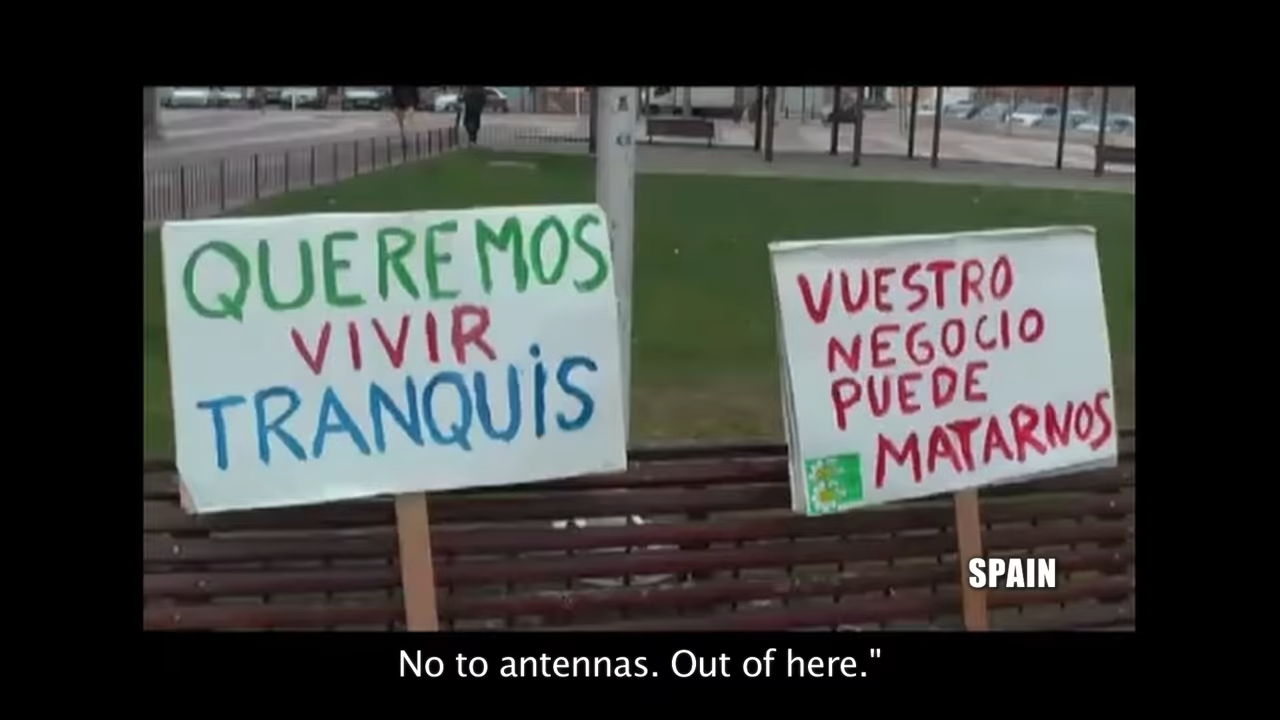 QUEREMOS
VIVIR
TRANQUIS
VUESTRO
NEGOCIO
PUEDE
MATARNOS
SPAIN
No to antennas. Out of here."